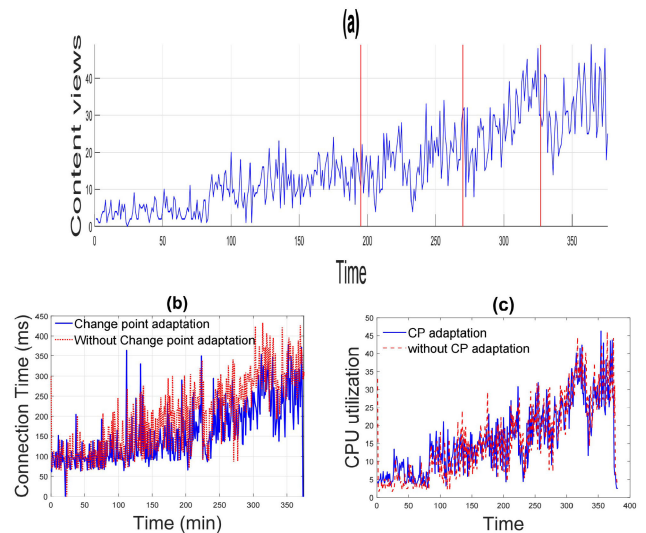 (a)
Content views
40
30
20
10
0
0 50 100 150 200 250 300 350
Time
(b)
Change point adaptation
Without Change point adaptation
Connection Time (ms)
450
400
350
300
250
200
150
100
50
0
0 50 100 150 200 250 300 350
Time (min)
(c)
CP adaptation
without CP adaptation
CPU utilization
50
45
40
35
30
25
20
15
10
5
0
0 50 100 150 200 250 300 350 400
Time